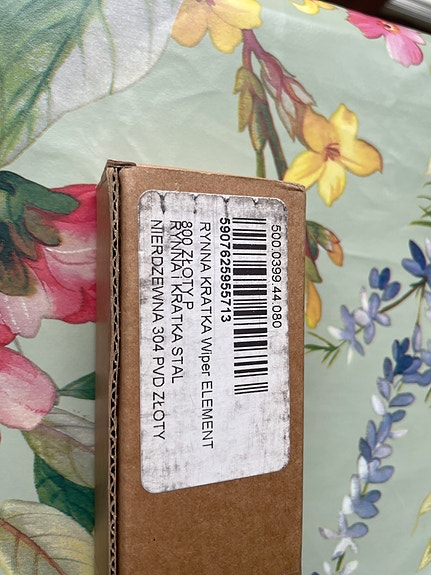 500.0399.44.080
5907625955713
RYNNA KRATKA Wiper ELEMENT
800 ZŁOTY P
RYNNA i KRATKA STAL
NIERDZEWNA 304 PVD ZŁOTY